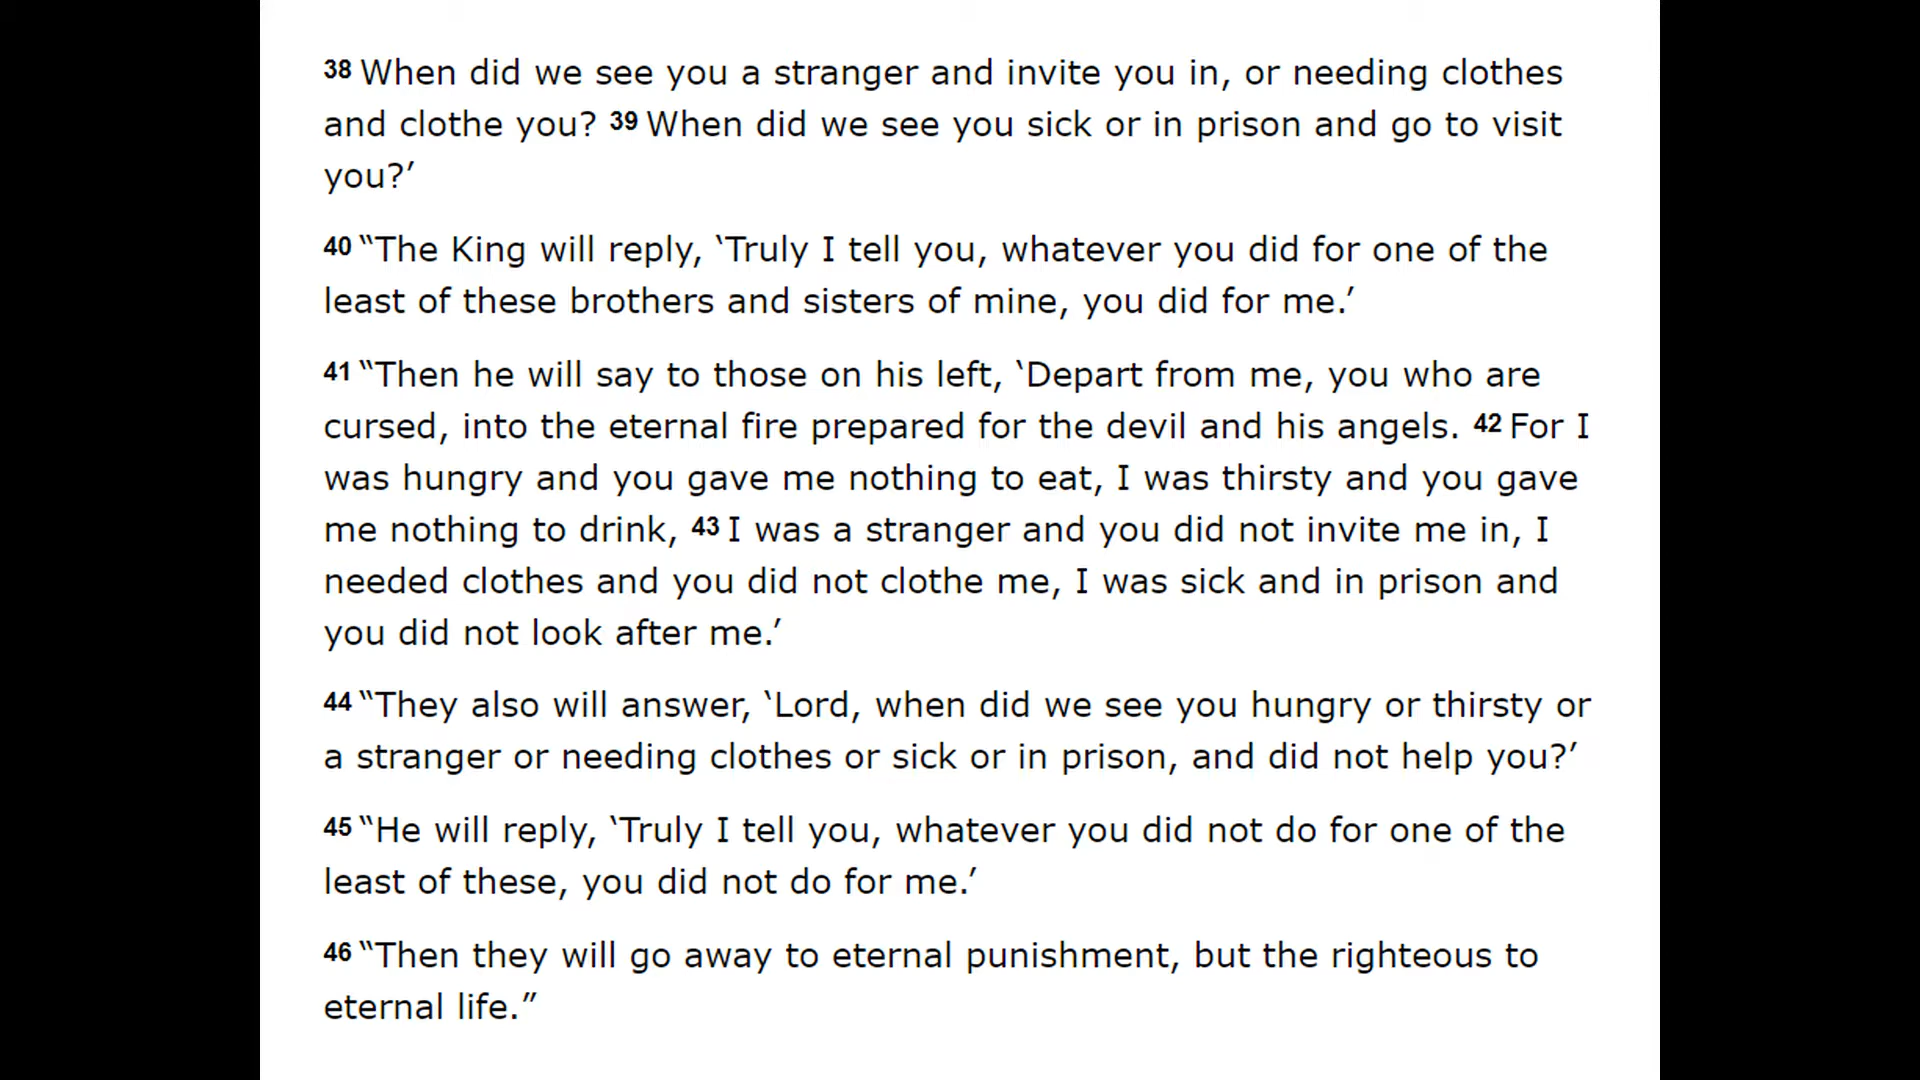 38 When did we see you a stranger and invite you in, or needing clothes
and clothe you? 39 When did we see you sick or in prison and go to visit
you?’
40 “The King will reply, ‘Truly I tell you, whatever you did for one of the
least of these brothers and sisters of mine, you did for me.’
41 “Then he will say to those on his left, ‘Depart from me, you who are
cursed, into the eternal fire prepared for the devil and his angels. 42 For I
was hungry and you gave me nothing to eat, I was thirsty and you gave
me nothing to drink, 43 I was a stranger and you did not invite me in, I
needed clothes and you did not clothe me, I was sick and in prison and
you did not look after me.’
44 “They also will answer, ‘Lord, when did we see you hungry or thirsty or
a stranger or needing clothes or sick or in prison, and did not help you?’
45 “He will reply, ‘Truly I tell you, whatever you did not do for one of the
least of these, you did not do for me.’
46 “Then they will go away to eternal punishment, but the righteous to
eternal life.”